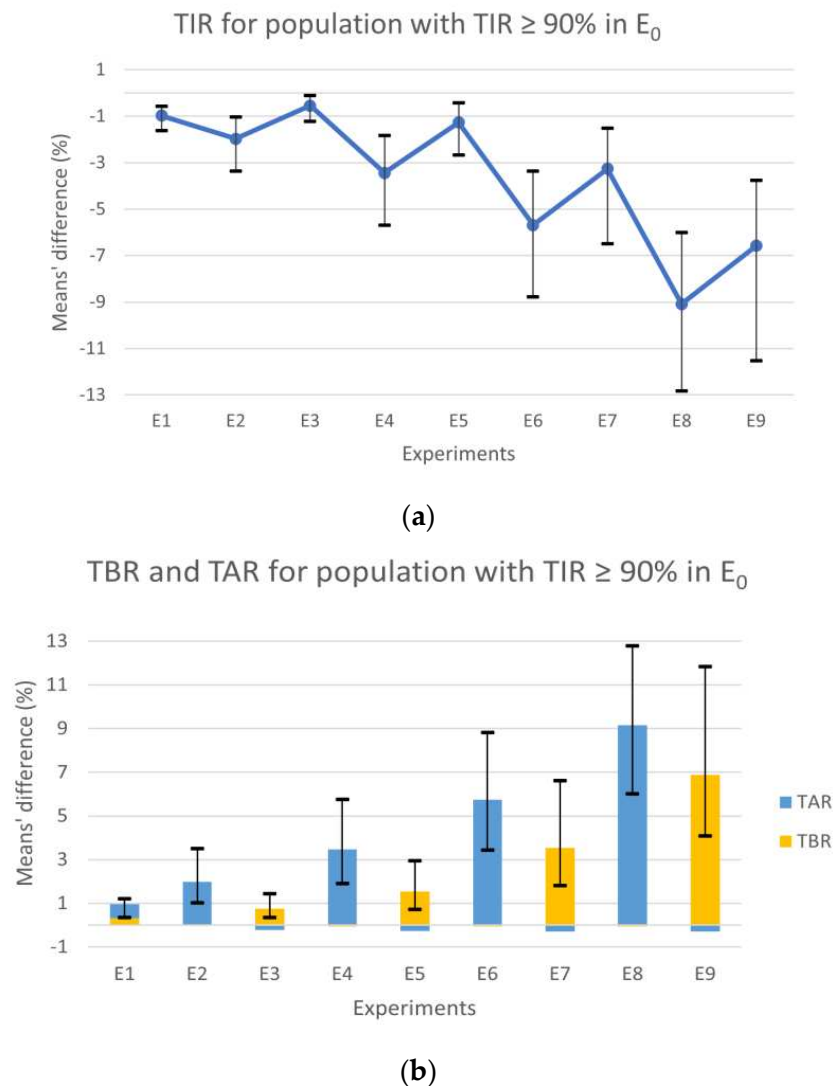 TIR for population with TIR ≥ 90% in E₀
Means' difference (%)
1
-1
-3
-5
-7
-9
-11
-13
E1 E2 E3 E4 E5 E6 E7 E8 E9
Experiments
(a)
TBR and TAR for population with TIR ≥ 90% in E₀
Means' difference (%)
13
11
9
7
5
3
1
-1
TAR
TBR
E1 E2 E3 E4 E5 E6 E7 E8 E9
Experiments
(b)